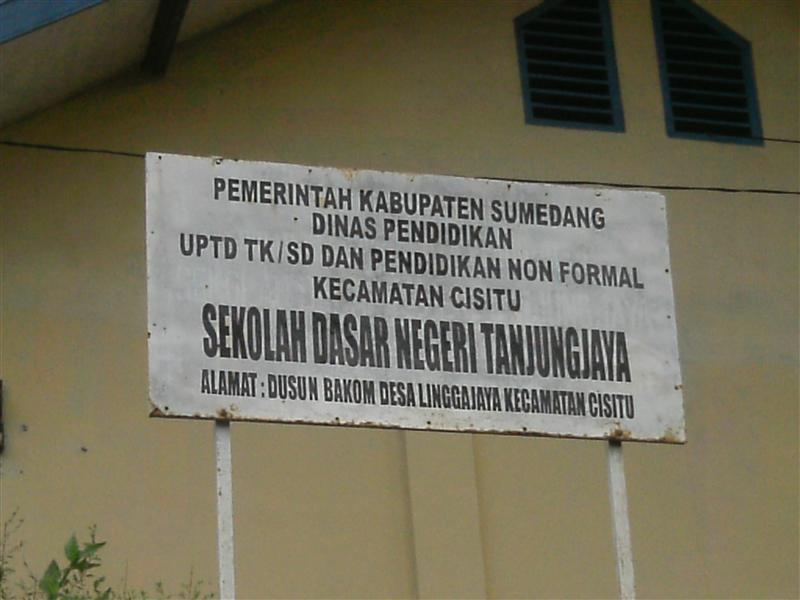 PEMERINTAH KABUPATEN SUMEDANG
DINAS PENDIDIKAN
UPTD TK/SD DAN PENDIDIKAN NON FORMAL
KECAMATAN CISITU
SEKOLAH DASAR NEGERI TANJUNGJAYA
ALAMAT : DUSUN BAKOM DESA LINGGAJAYA KECAMATAN CISITU